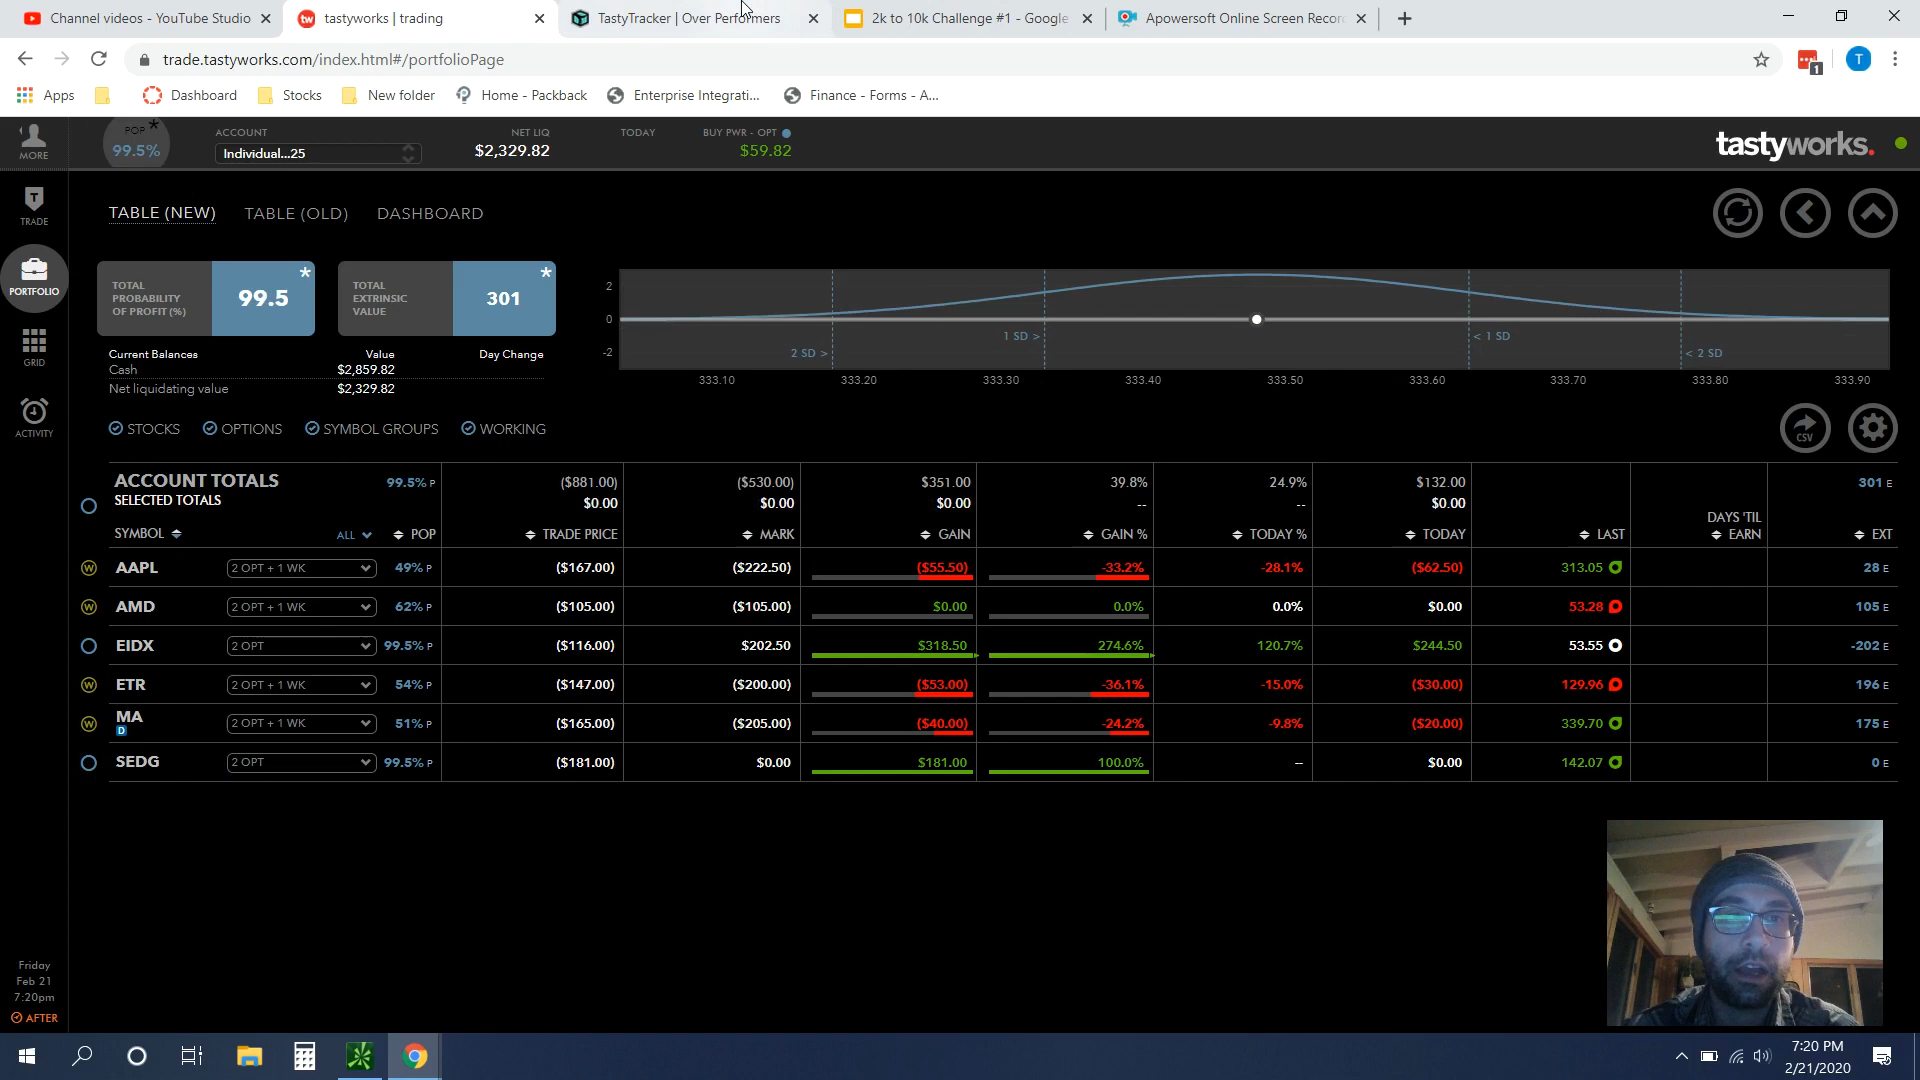 Channel videos - YouTube Studio
tastyworks | trading
TastyTracker | Over Performers
2k to 10k Challenge #1 - Google
Apowersoft Online Screen Recor
trade.tastyworks.com/index.html#/portfolioPage
1
T
Apps
Dashboard
Stocks
New folder
Home - Packback
Enterprise Integrati...
Finance - Forms - A...
MORE
POP *
99.5%
ACCOUNT
Individual...25
NET LIQ
$2,329.82
TODAY
BUY PWR - OPT
$59.82
tastyworks.
TRADE
PORTFOLIO
GRID
ACTIVITY
TABLE (NEW) TABLE (OLD) DASHBOARD
TOTAL PROBABILITY OF PROFIT (%)
99.5 *
TOTAL EXTRINSIC VALUE
301 *
Current Balances Value Day Change
Cash $2,859.82
Net liquidating value $2,329.82
2
0
-2
2 SD >
1 SD >
< 1 SD
< 2 SD
333.10 333.20 333.30 333.40 333.50 333.60 333.70 333.80 333.90
STOCKS OPTIONS SYMBOL GROUPS WORKING
CSV
ACCOUNT TOTALS 99.5% P ($881.00) ($530.00) $351.00 39.8% 24.9% $132.00 301 E
SELECTED TOTALS $0.00 $0.00 $0.00 -- -- $0.00
SYMBOL ALL POP TRADE PRICE MARK GAIN GAIN % TODAY % TODAY LAST DAYS 'TIL EARN EXT
W AAPL 2 OPT + 1 WK 49% P ($167.00) ($222.50) ($55.50) -33.2% -28.1% ($62.50) 313.05 28 E
W AMD 2 OPT + 1 WK 62% P ($105.00) ($105.00) $0.00 0.0% 0.0% $0.00 53.28 105 E
EIDX 2 OPT 99.5% P ($116.00) $202.50 $318.50 274.6% 120.7% $244.50 53.55 -202 E
W ETR 2 OPT + 1 WK 54% P ($147.00) ($200.00) ($53.00) -36.1% -15.0% ($30.00) 129.96 196 E
W MA D 2 OPT + 1 WK 51% P ($165.00) ($205.00) ($40.00) -24.2% -9.8% ($20.00) 339.70 175 E
SEDG 2 OPT 99.5% P ($181.00) $0.00 $181.00 100.0% -- $0.00 142.07 0 E
Friday
Feb 21
7:20pm
AFTER
7:20 PM
2/21/2020